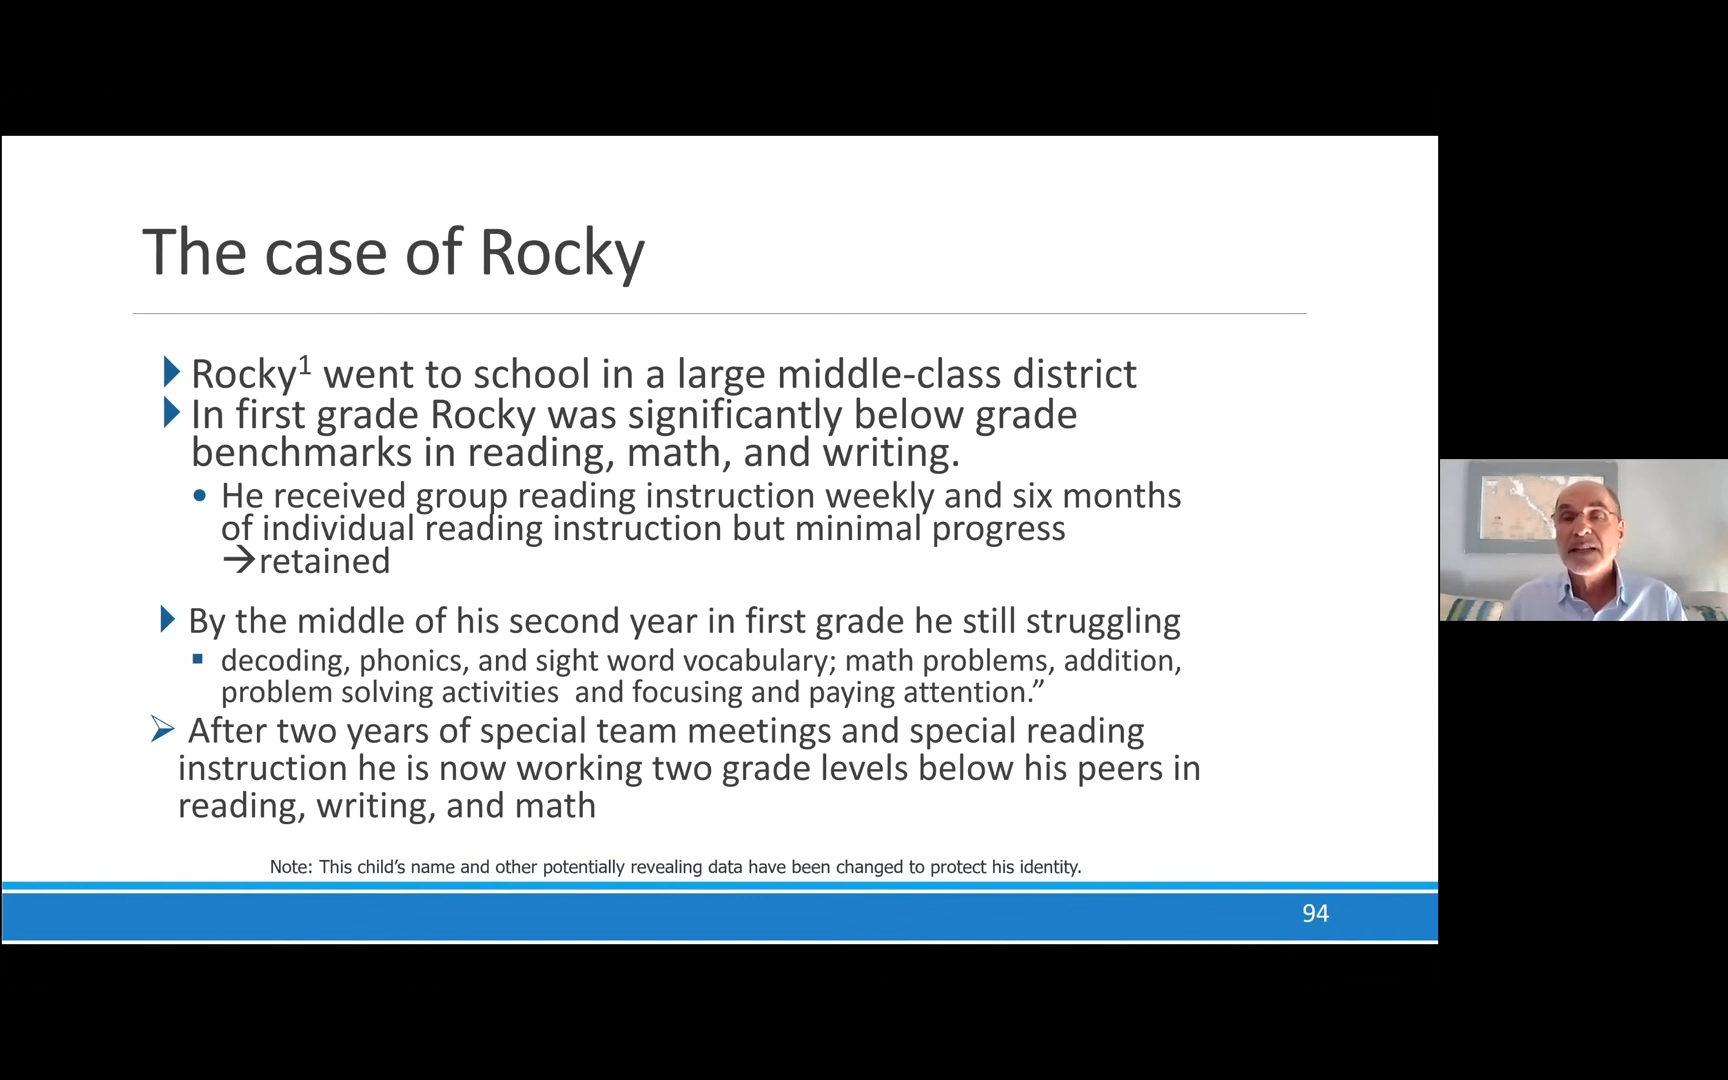 The case of Rocky
Rocky¹ went to school in a large middle-class district
In first grade Rocky was significantly below grade
benchmarks in reading, math, and writing.
He received group reading instruction weekly and six months
of individual reading instruction but minimal progress
→retained
By the middle of his second year in first grade he still struggling
decoding, phonics, and sight word vocabulary; math problems, addition,
problem solving activities  and focusing and paying attention.”
After two years of special team meetings and special reading
instruction he is now working two grade levels below his peers in
reading, writing, and math
Note: This child’s name and other potentially revealing data have been changed to protect his identity.
94